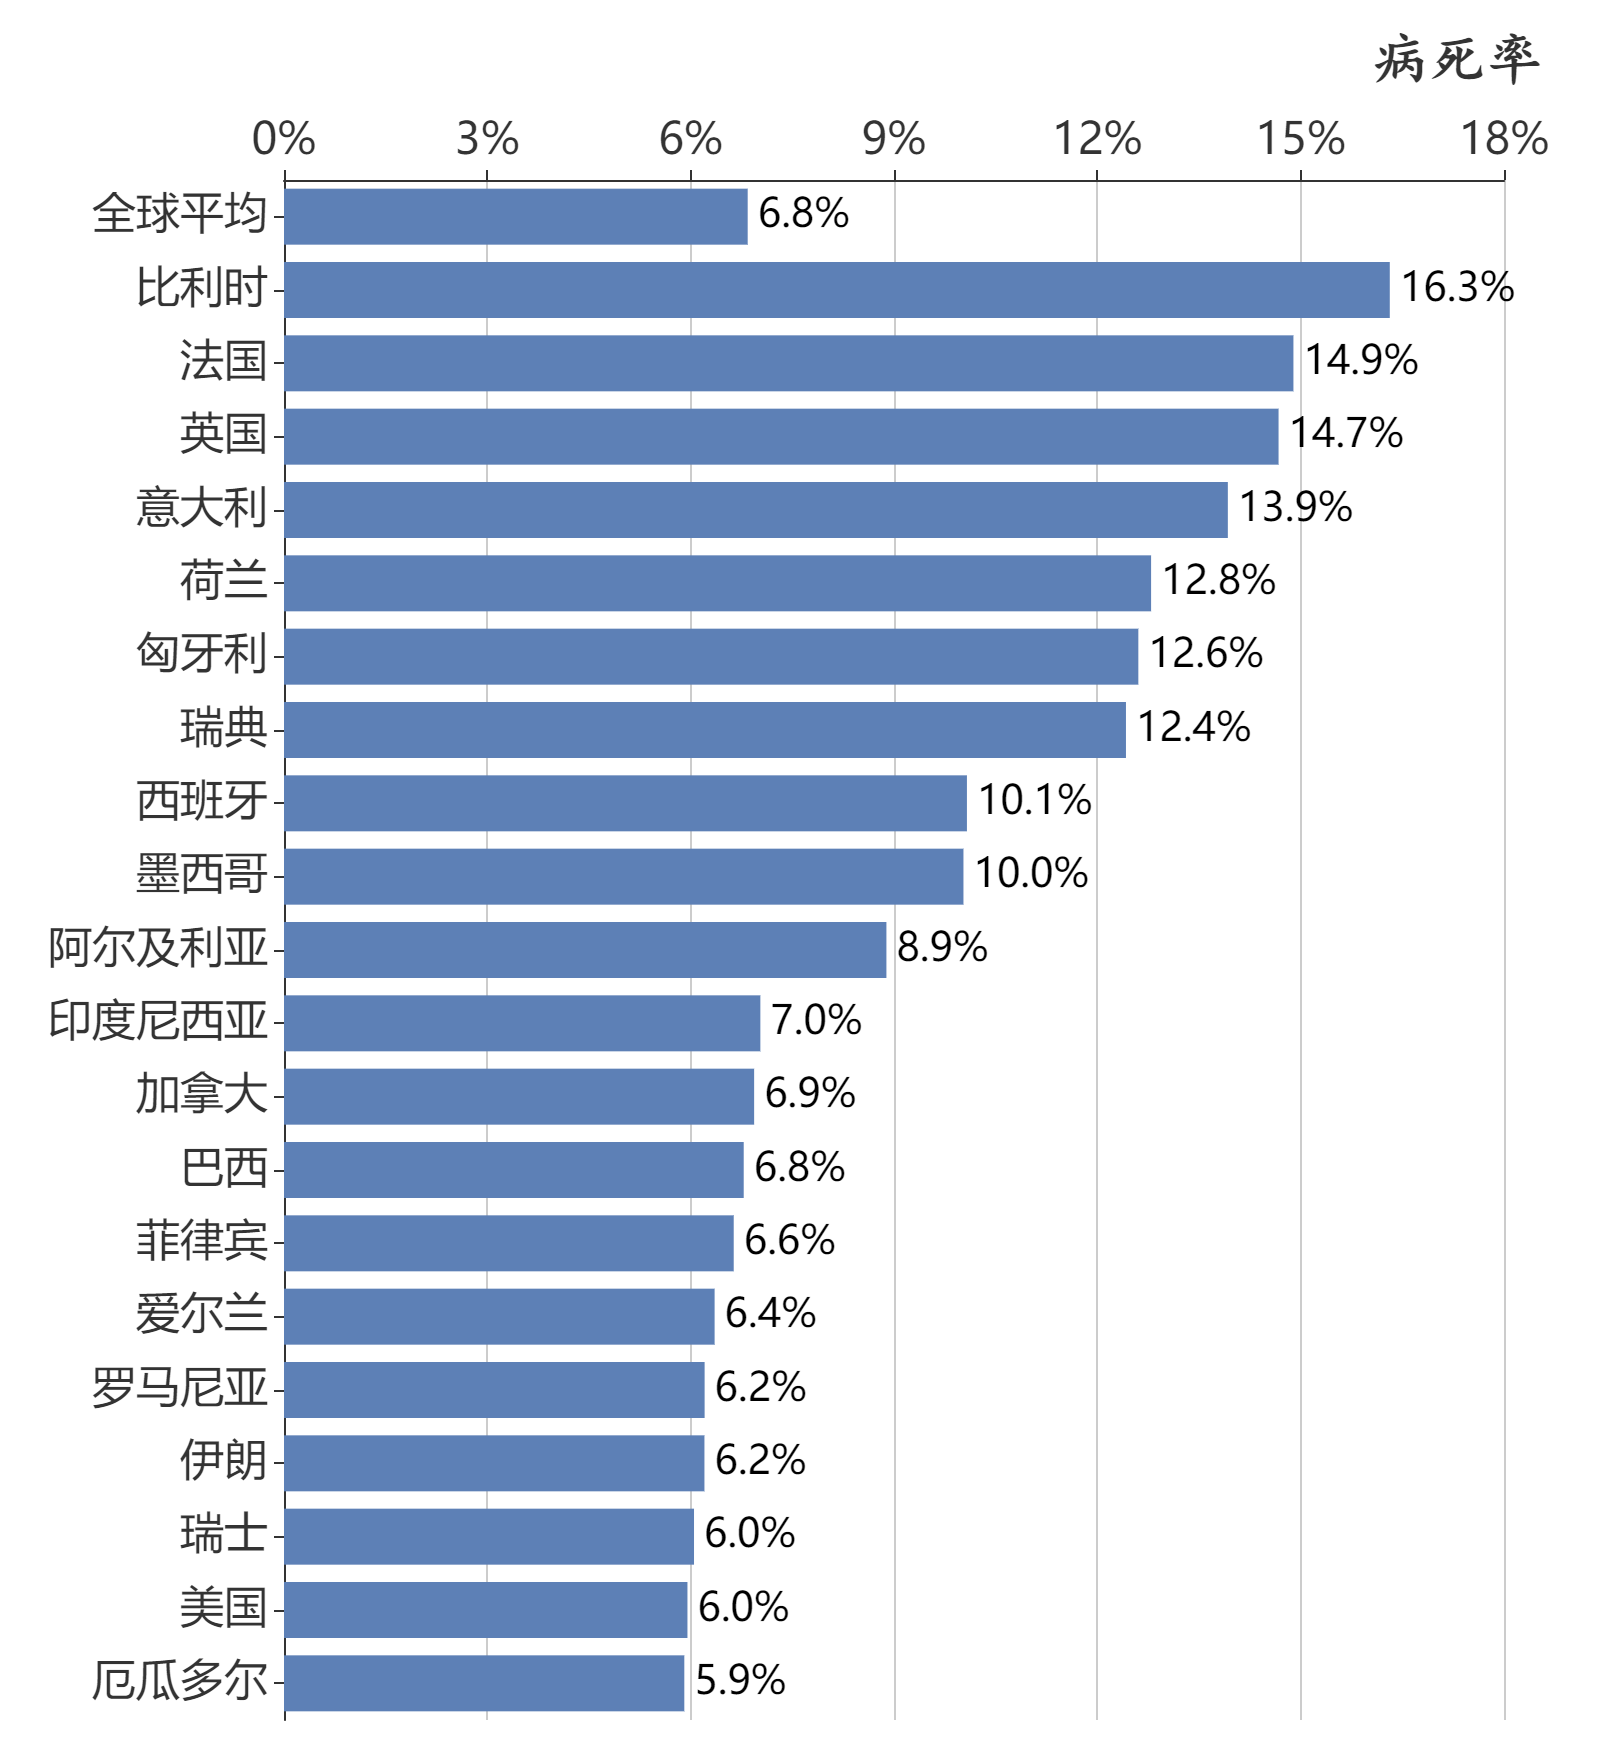 病死率
0% 3% 6% 9% 12% 15% 18%
全球平均 6.8%
比利时 16.3%
法国 14.9%
英国 14.7%
意大利 13.9%
荷兰 12.8%
匈牙利 12.6%
瑞典 12.4%
西班牙 10.1%
墨西哥 10.0%
阿尔及利亚 8.9%
印度尼西亚 7.0%
加拿大 6.9%
巴西 6.8%
菲律宾 6.6%
爱尔兰 6.4%
罗马尼亚 6.2%
伊朗 6.2%
瑞士 6.0%
美国 6.0%
厄瓜多尔 5.9%